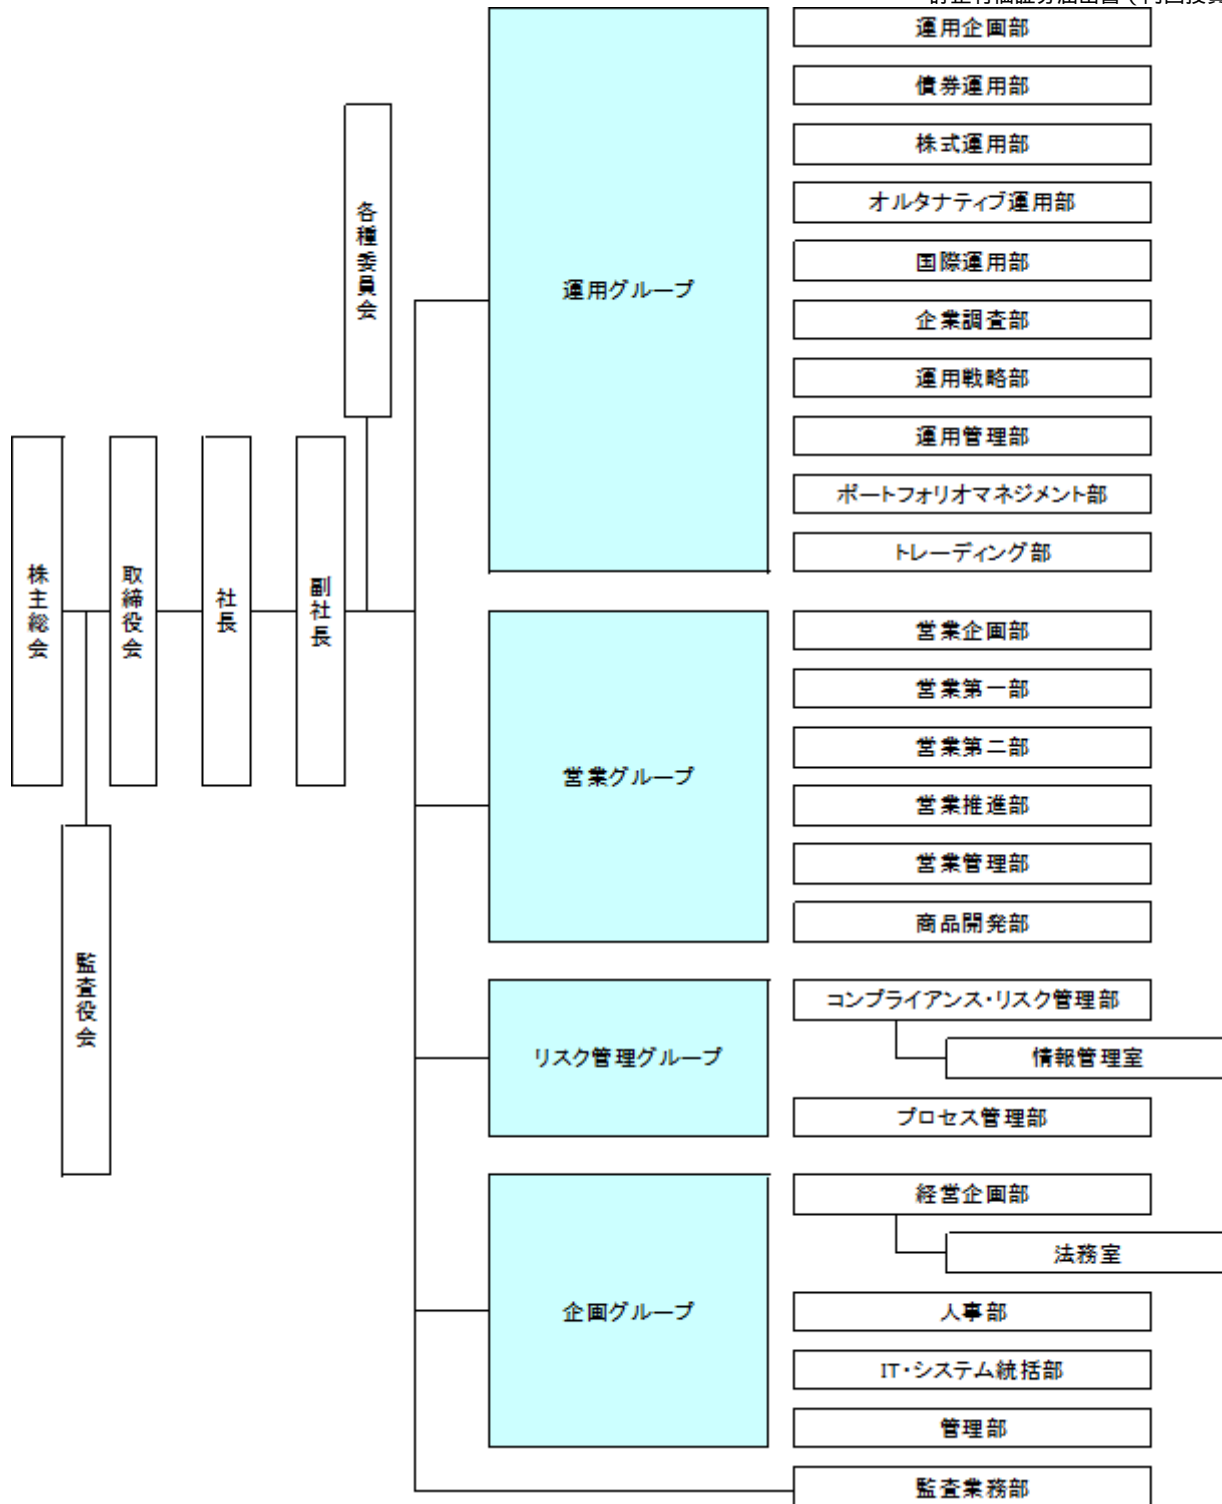 運用企画部
債券運用部
株式運用部
オルタナティブ運用部
国際運用部
企業調査部
運用戦略部
運用管理部
ポートフォリオマネジメント部
トレーディング部
各種委員会
運用グループ
株主総会
取締役会
社長
副社長
監査役会
営業グループ
営業企画部
営業第一部
営業第二部
営業推進部
営業管理部
商品開発部
リスク管理グループ
コンプライアンス・リスク管理部
情報管理室
プロセス管理部
企画グループ
経営企画部
法務室
人事部
IT・システム統括部
管理部
監査業務部